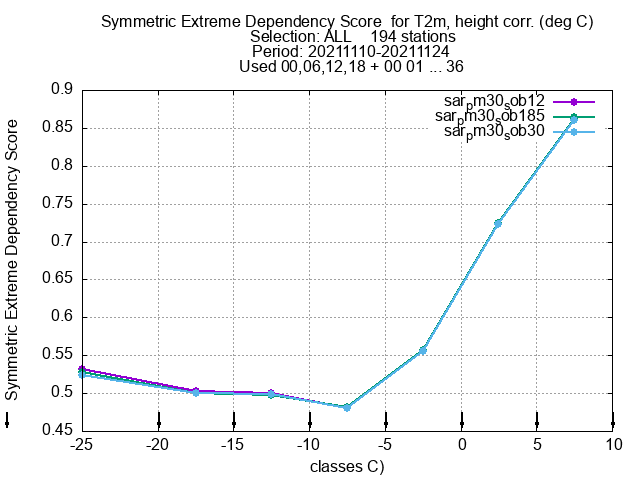 Symmetric Extreme Dependency Score for T2m, height corr. (deg C)
Selection: ALL 194 stations
Period: 20211110-20211124
Used 00,06,12,18 + 00 01 ... 36
sar_pm30_sob12
sar_pm30_sob185
sar_pm30_sob30
Symmetric Extreme Dependency Score
0.9
0.85
0.8
0.75
0.7
0.65
0.6
0.55
0.5
0.45
-25 -20 -15 -10 -5 0 5 10
classes C)